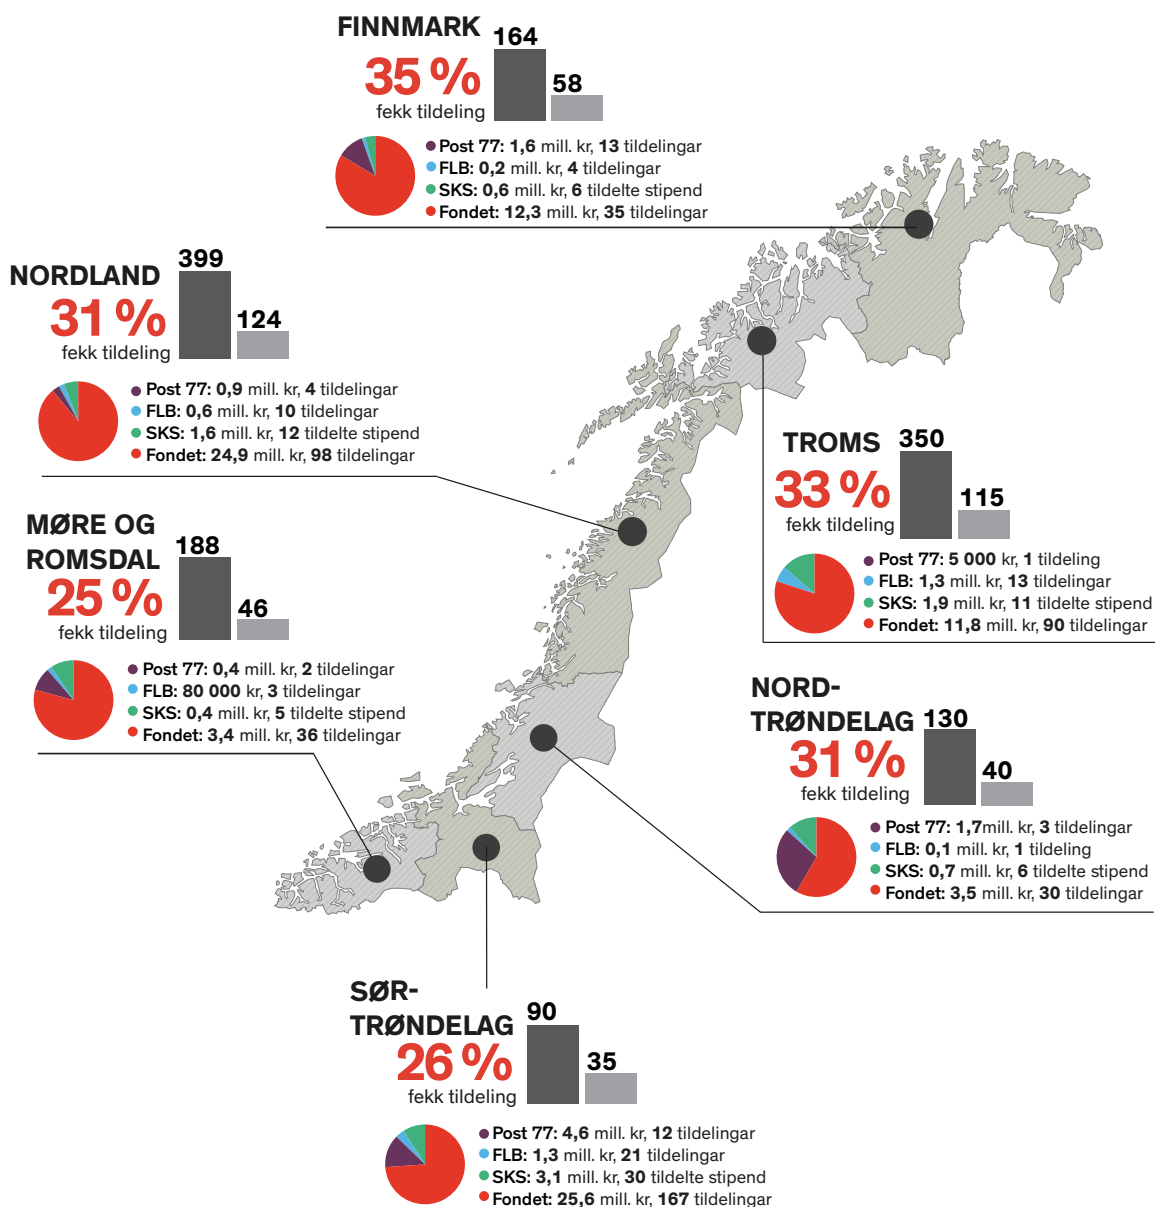 FINNMARK
164
35 %
58
fekk tildeling
Post 77: 1,6 mill. kr, 13 tildelingar
FLB: 0,2 mill. kr, 4 tildelingar
SKS: 0,6 mill. kr, 6 tildelte stipend
Fondet: 12,3 mill. kr, 35 tildelingar
NORDLAND
399
31 %
124
fekk tildeling
Post 77: 0,9 mill. kr, 4 tildelingar
FLB: 0,6 mill. kr, 10 tildelingar
SKS: 1,6 mill. kr, 12 tildelte stipend
Fondet: 24,9 mill. kr, 98 tildelingar
TROMS
350
33 %
115
fekk tildeling
Post 77: 5 000 kr, 1 tildeling
FLB: 1,3 mill. kr, 13 tildelingar
SKS: 1,9 mill. kr, 11 tildelte stipend
Fondet: 11,8 mill. kr, 90 tildelingar
MØRE OG
ROMSDAL
188
25 %
46
fekk tildeling
Post 77: 0,4 mill. kr, 2 tildelingar
FLB: 80 000 kr, 3 tildelingar
SKS: 0,4 mill. kr, 5 tildelte stipend
Fondet: 3,4 mill. kr, 36 tildelingar
NORD-
TRØNDELAG
130
31 %
40
fekk tildeling
Post 77: 1,7mill. kr, 3 tildelingar
FLB: 0,1 mill. kr, 1 tildeling
SKS: 0,7 mill. kr, 6 tildelte stipend
Fondet: 3,5 mill. kr, 30 tildelingar
SØR-
TRØNDELAG
90
26 %
35
fekk tildeling
Post 77: 4,6 mill. kr, 12 tildelingar
FLB: 1,3 mill. kr, 21 tildelingar
SKS: 3,1 mill. kr, 30 tildelte stipend
Fondet: 25,6 mill. kr, 167 tildelingar